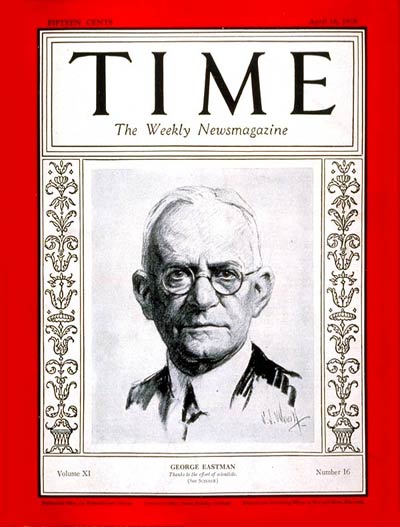 FIFTEEN CENTS
April 16, 1928
TIME
The Weekly Newsmagazine
GEORGE EASTMAN
Thanks to the effort of scientists.
(See SCIENCE)
Volume XI
Number 16